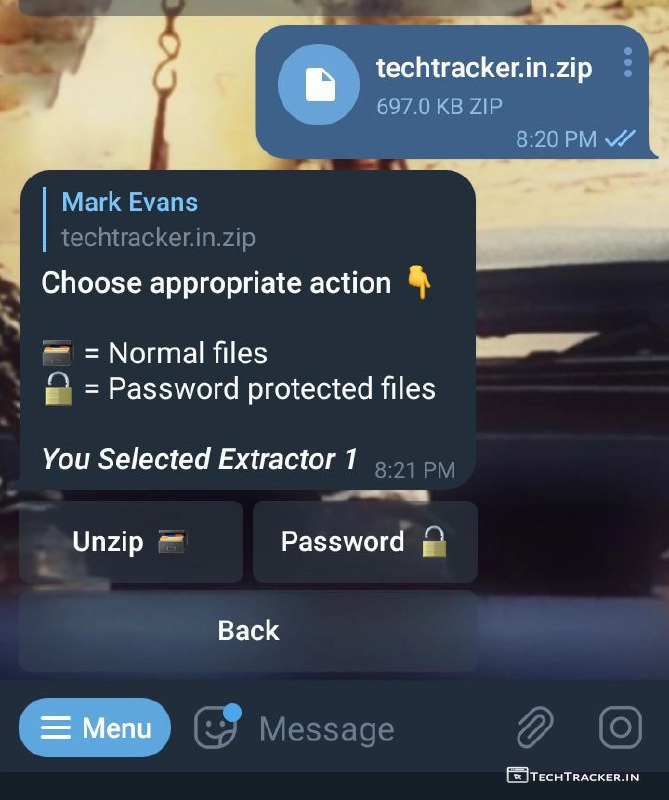 techtracker.in.zip
697.0 KB ZIP
8:20 PM
Mark Evans
techtracker.in.zip
Choose appropriate action 👇
🗃️ = Normal files
🔒 = Password protected files
You Selected Extractor 1 8:21 PM
Unzip 🗃️ Password 🔓
Back
Menu Message
TECHTRACKER.IN